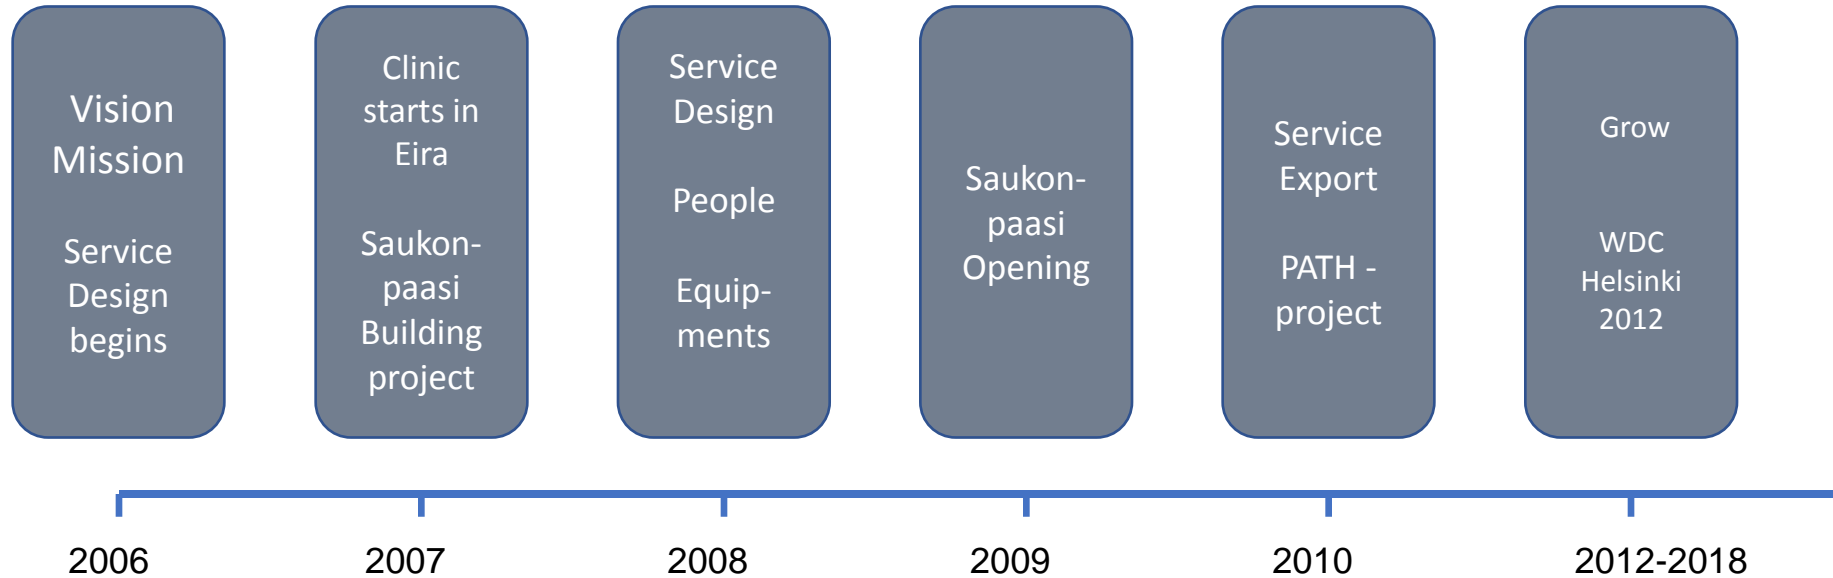 Vision
Mission
Service
Design
begins
Clinic
starts in
Eira
Saukon-
paasi
Building
project
Service
Design
People
Equip-
ments
Saukon-
paasi
Opening
Service
Export
PATH -
project
Grow
WDC
Helsinki
2012
2006
2007
2008
2009
2010
2012-2018